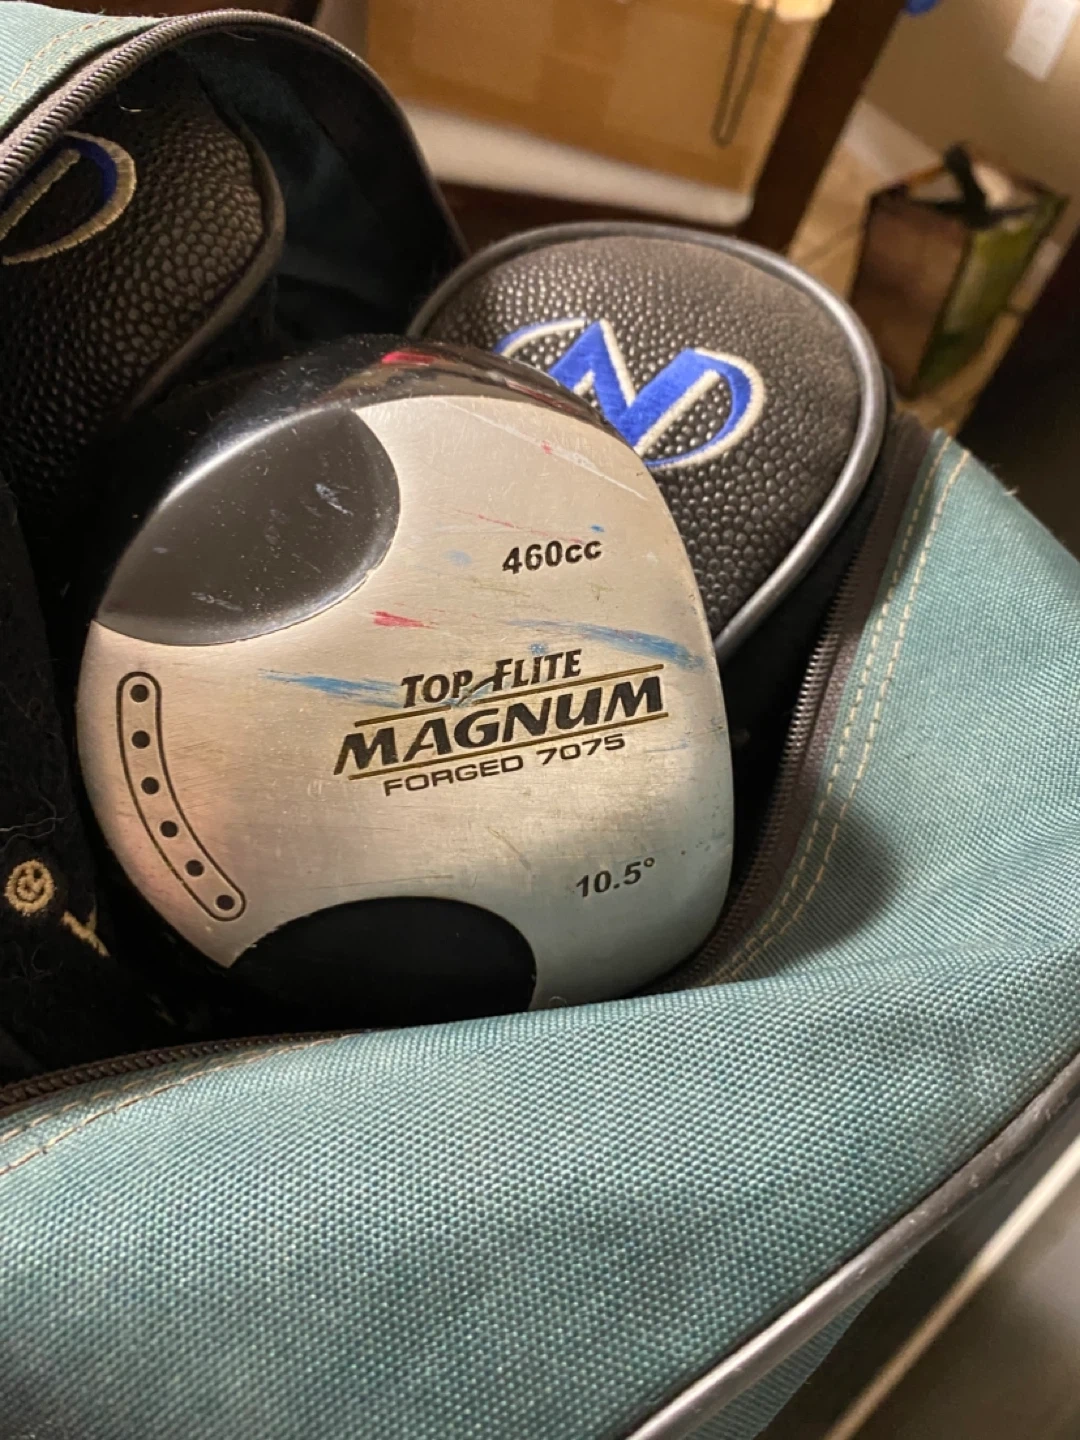 460cc
TOP FLITE
MAGNUM
FORGED 7075
10.5°
N